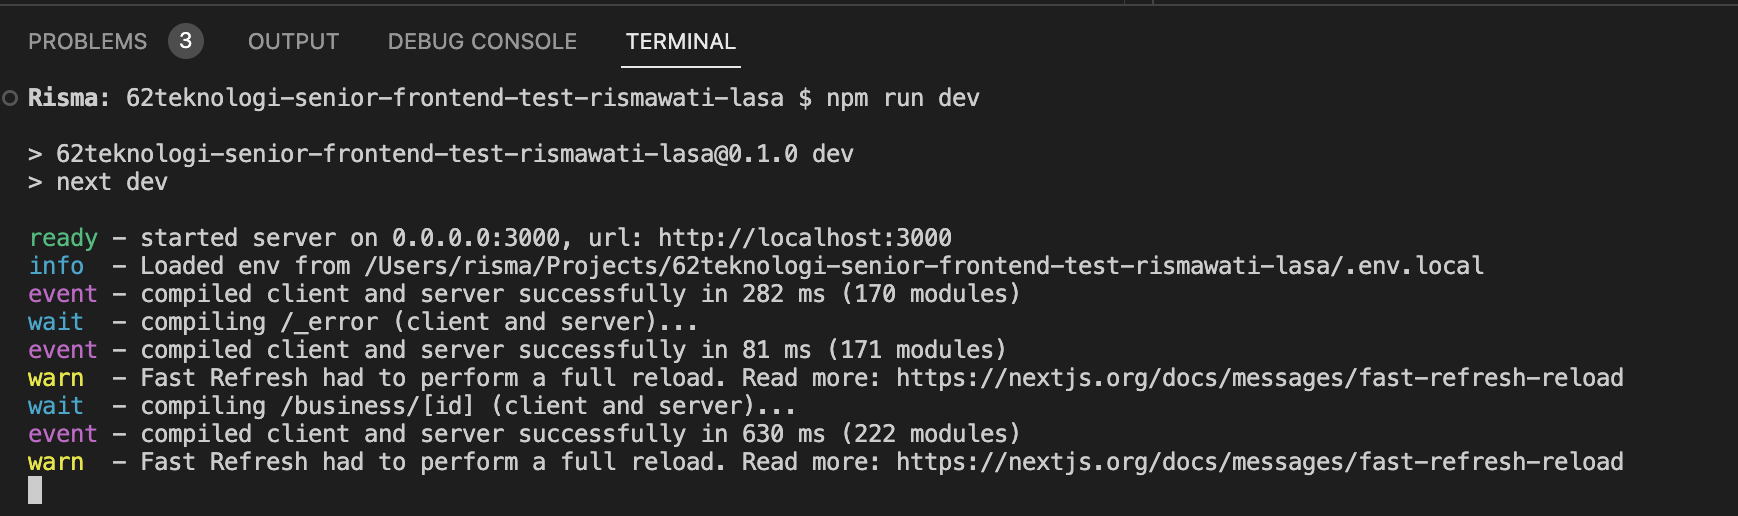 PROBLEMS 3 OUTPUT DEBUG CONSOLE TERMINAL
Risma: 62teknologi-senior-frontend-test-rismawati-lasa $ npm run dev
> 62teknologi-senior-frontend-test-rismawati-lasa@0.1.0 dev
> next dev
ready - started server on 0.0.0.0:3000, url: http://localhost:3000
info - Loaded env from /Users/risma/Projects/62teknologi-senior-frontend-test-rismawati-lasa/.env.local
event - compiled client and server successfully in 282 ms (170 modules)
wait - compiling /_error (client and server)...
event - compiled client and server successfully in 81 ms (171 modules)
warn - Fast Refresh had to perform a full reload. Read more: https://nextjs.org/docs/messages/fast-refresh-reload
wait - compiling /business/[id] (client and server)...
event - compiled client and server successfully in 630 ms (222 modules)
warn - Fast Refresh had to perform a full reload. Read more: https://nextjs.org/docs/messages/fast-refresh-reload